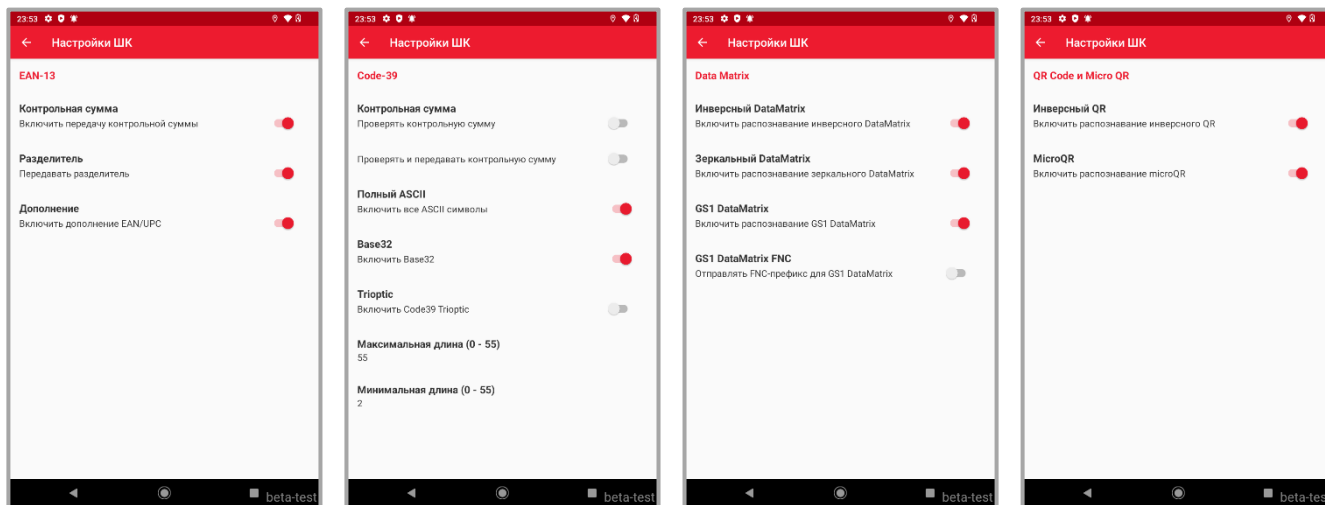 23:53
Настройки ШК
EAN-13
Контрольная сумма
Включить передачу контрольной суммы
Разделитель
Передавать разделитель
Дополнение
Включить дополнение EAN/UPC
beta-test
23:53
Настройки ШК
Code-39
Контрольная сумма
Проверять контрольную сумму
Проверять и передавать контрольную сумму
Полный ASCII
Включить все ASCII символы
Base32
Включить Base32
Trioptic
Включить Code39 Trioptic
Максимальная длина (0 - 55)
55
Минимальная длина (0 - 55)
2
beta-test
23:53
Настройки ШК
Data Matrix
Инверсный DataMatrix
Включить распознавание инверсного DataMatrix
Зеркальный DataMatrix
Включить распознавание зеркального DataMatrix
GS1 DataMatrix
Включить распознавание GS1 DataMatrix
GS1 DataMatrix FNC
Отправлять FNC-префикс для GS1 DataMatrix
beta-test
23:53
Настройки ШК
QR Code и Micro QR
Инверсный QR
Включить распознавание инверсного QR
MicroQR
Включить распознавание microQR
beta-tes